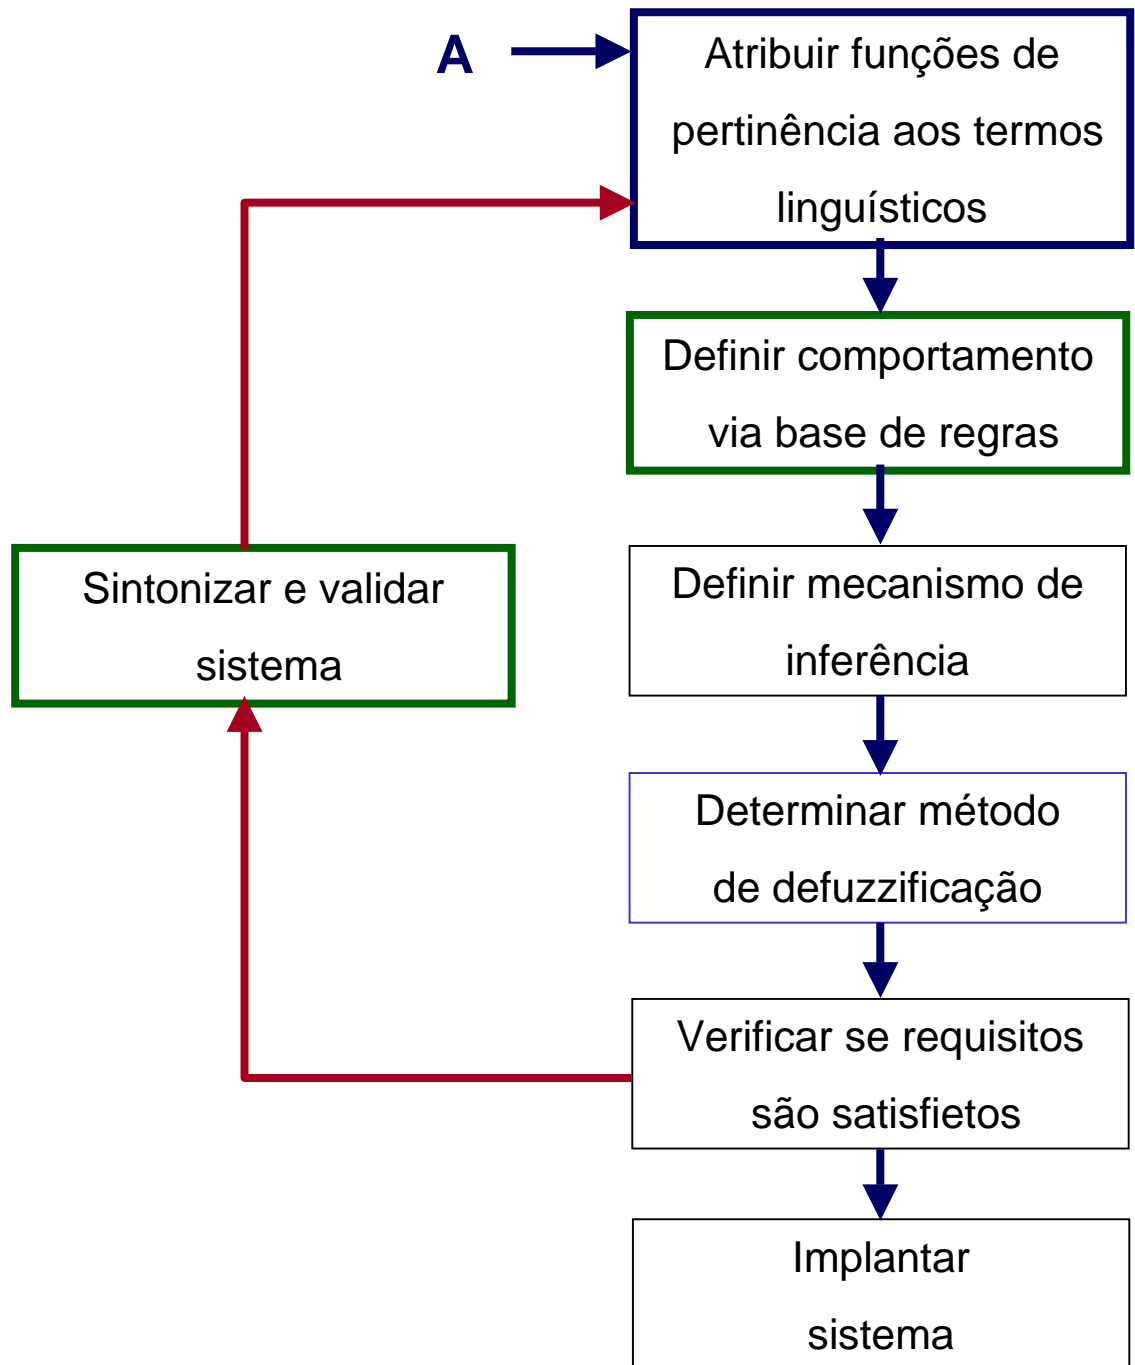 A
Atribuir funções de
pertinência aos termos
linguísticos
Definir comportamento
via base de regras
Sintonizar e validar
sistema
Definir mecanismo de
inferência
Determinar método
de defuzzificação
Verificar se requisitos
são satisfietos
Implantar
sistema